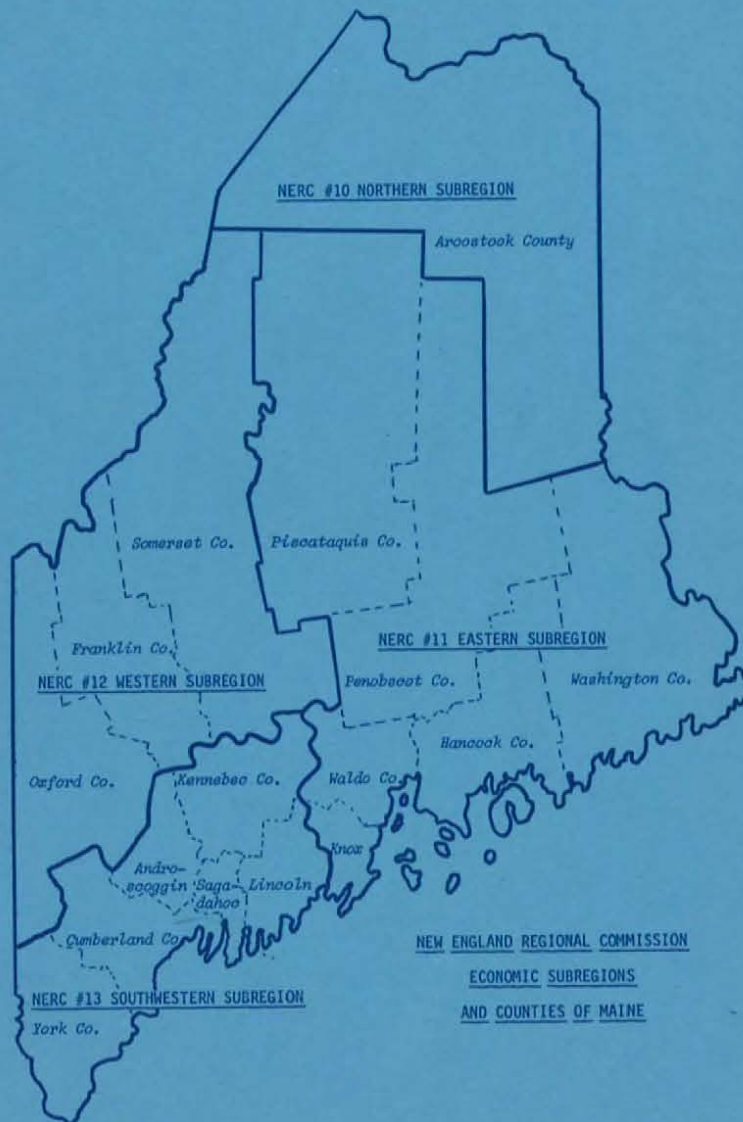 NERC #10 NORTHERN SUBREGION
Aroostook County
Somerset Co.
Piscataquis Co.
Franklin Co.
NERC #11 EASTERN SUBREGION
NERC #12 WESTERN SUBREGION
Penobscot Co.
Washington Co.
Hancock Co.
Oxford Co.
Kennebec Co.
Waldo Co.
Knox
Andro-
scoggin
Saga-
dahoc
Lincoln
Cumberland Co.
NEW ENGLAND REGIONAL COMMISSION
ECONOMIC SUBREGIONS
AND COUNTIES OF MAINE
NERC #13 SOUTHWESTERN SUBREGION
York Co.